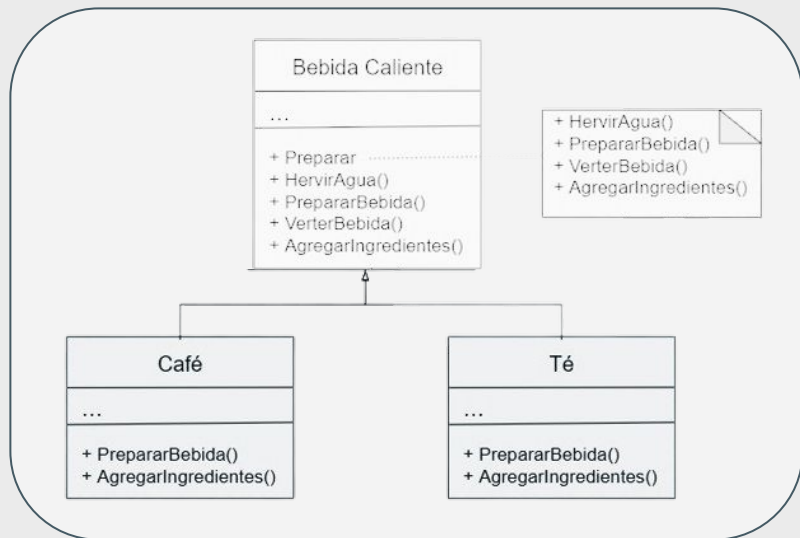 Bebida Caliente
...
+ Preparar
+ HervirAgua()
+ PrepararBebida()
+ VerterBebida()
+ AgregarIngredientes()
+ HervirAgua()
+ PrepararBebida()
+ VerterBebida()
+ AgregarIngredientes()
Café
...
+ PrepararBebida()
+ AgregarIngredientes()
Té
...
+ PrepararBebida()
+ AgregarIngredientes()